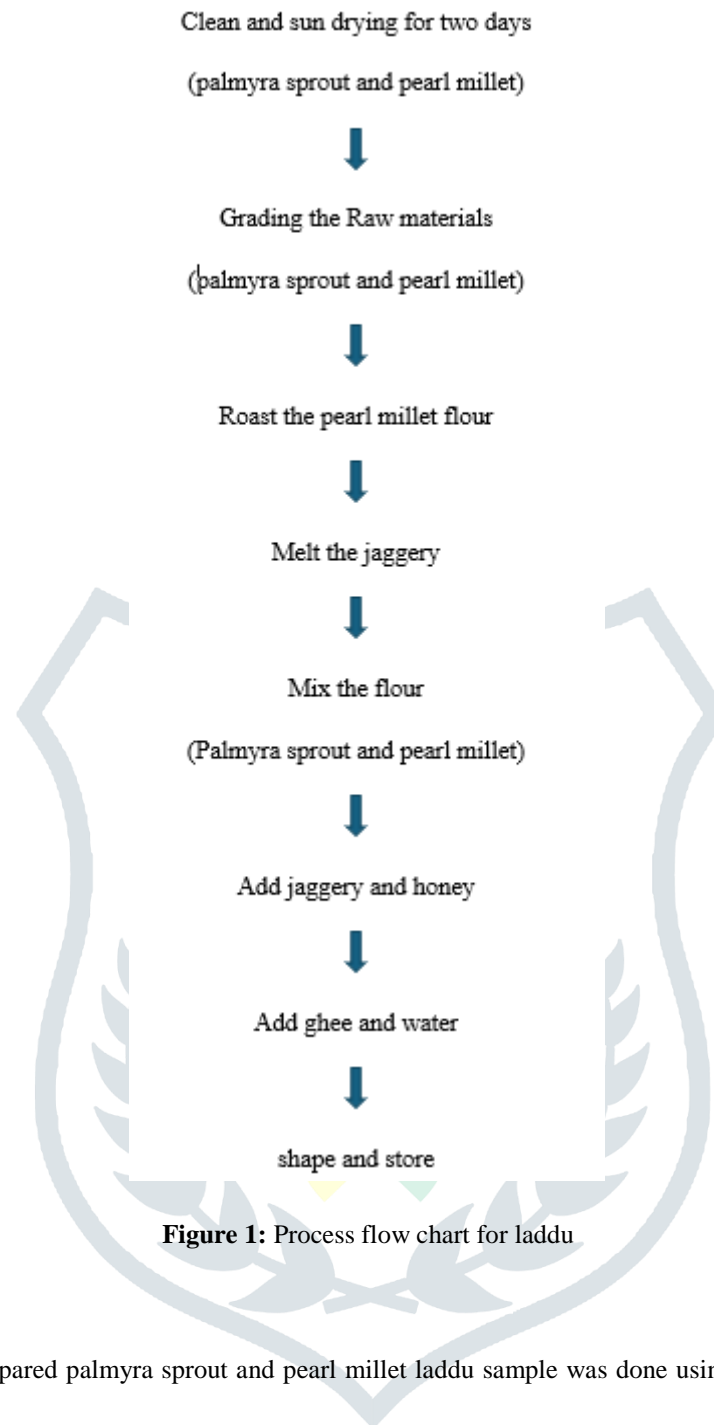 Clean and sun drying for two days
(palmyra sprout and pearl millet)
Grading the Raw materials
(palmyra sprout and pearl millet)
Roast the pearl millet flour
Melt the jaggery
Mix the flour
(Palmyra sprout and pearl millet)
Add jaggery and honey
Add ghee and water
shape and store
Figure 1: Process flow chart for laddu
pared palmyra sprout and pearl millet laddu sample was done usin